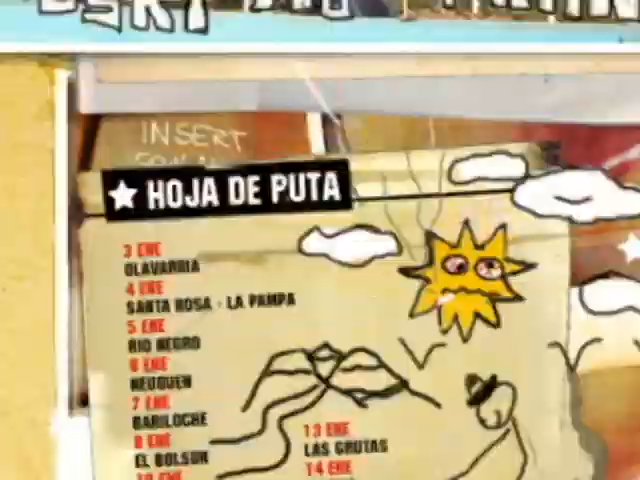 INSERT
★ HOJA DE PUTA
3 ENE
OLAVARRIA
4 ENE
SANTA ROSA - LA PAMPA
5 ENE
RIO NEGRO
6 ENE
NEUQUEN
7 ENE
BARILOCHE
8 ENE
EL BOLSON
13 ENE
LAS GRUTAS
14 ENE